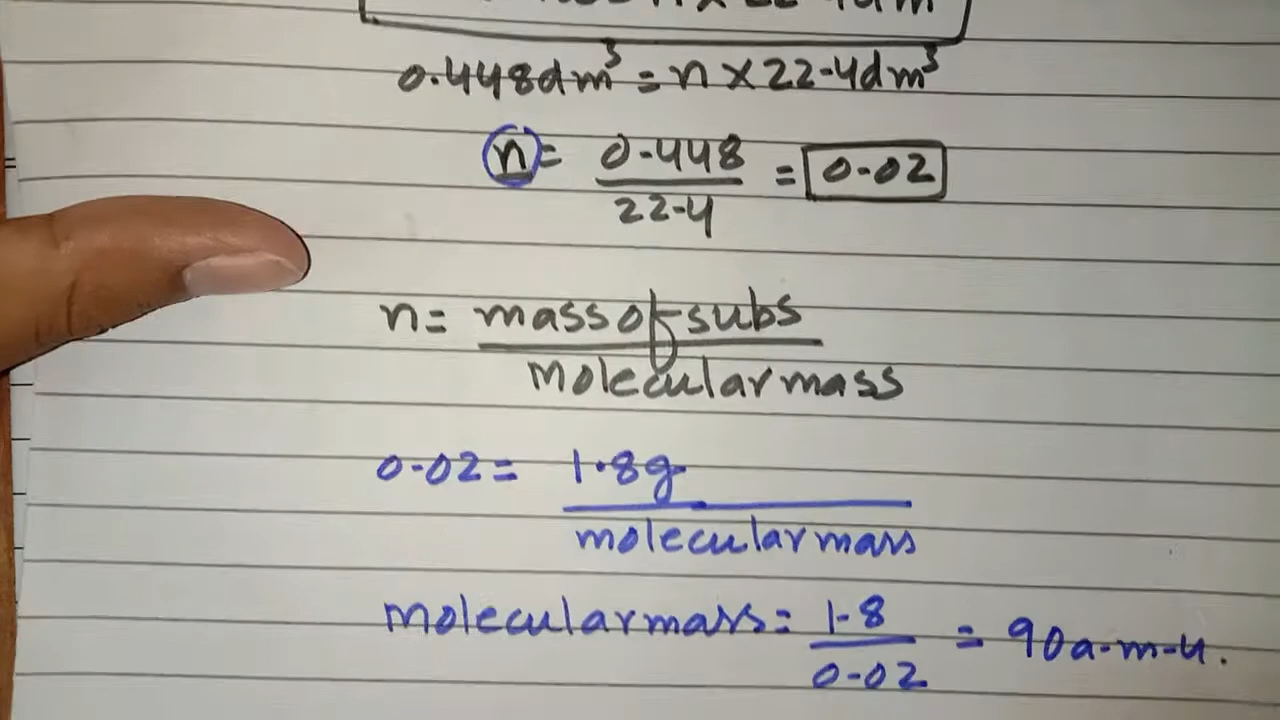 0.448dm³ = n × 22.4dm³
n = 0.448 / 22.4 = 0.02
n = mass of subs / molecular mass
0.02 = 1.8g / molecular mass
molecular mass = 1.8 / 0.02 = 90 a.m.u.